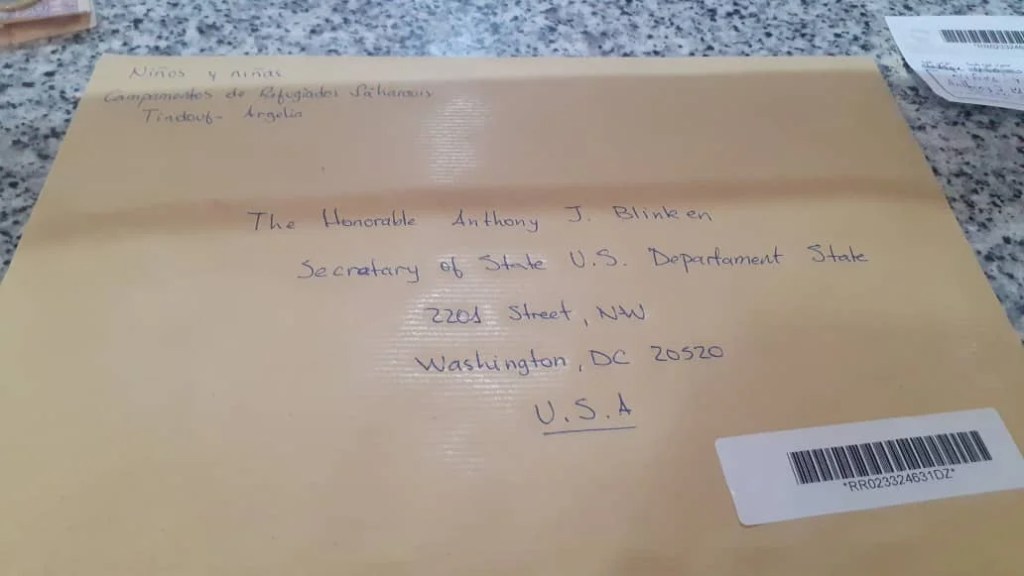 Niños y niñas
Campamentos de Refugiados Saharauis
Tindouf- Argelia
The Honorable Anthony J. Blinken
Secretary of State U.S. Departament State
2201 Street, NW
Washington, DC 20520
U.S.A
*RR023324631DZ*